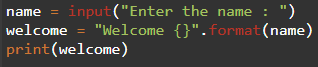 name = input("Enter the name : ")
welcome = "Welcome {}".format(name)
print(welcome)